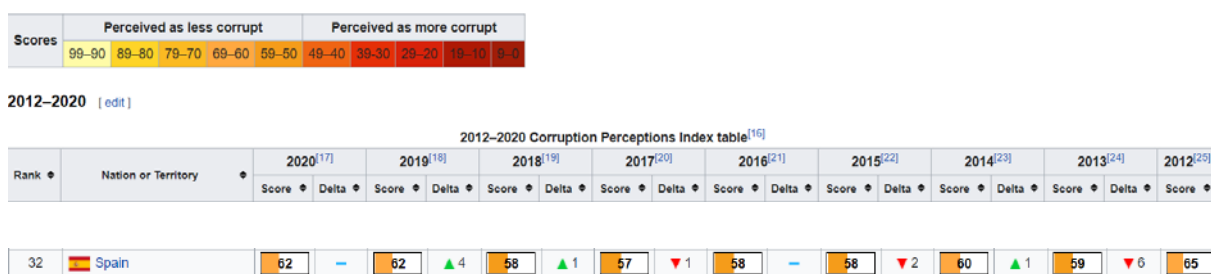 Scores Perceived as less corrupt Perceived as more corrupt
99–90 89–80 79–70 69–60 59–50 49–40 39-30 29–20 19–10 9–0
2012–2020 [ edit ]
2012–2020 Corruption Perceptions Index table[16]
Rank Nation or Territory 2020[17] 2019[18] 2018[19] 2017[20] 2016[21] 2015[22] 2014[23] 2013[24] 2012[25]
Score Delta Score Delta Score Delta Score Delta Score Delta Score Delta Score Delta Score Delta Score
32 Spain 62 – 62 ▲ 4 58 ▲ 1 57 ▼ 1 58 – 58 ▼ 2 60 ▲ 1 59 ▼ 6 65